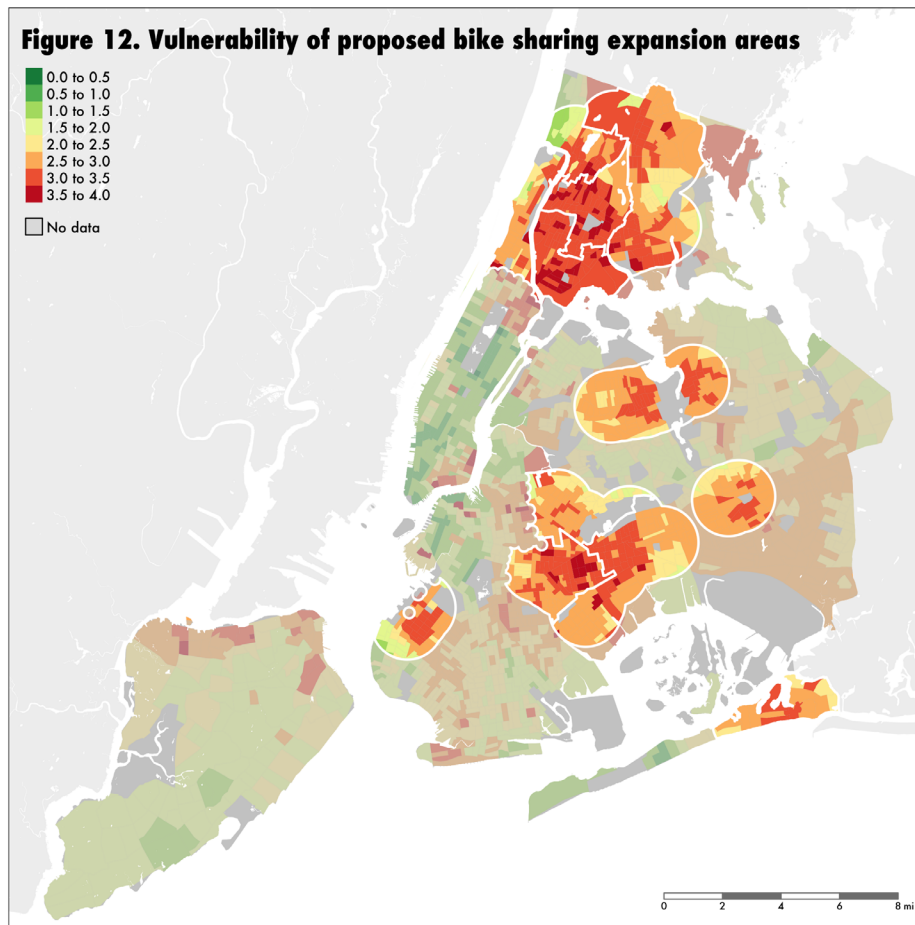 Figure 12. Vulnerability of proposed bike sharing expansion areas
0.0 to 0.5
0.5 to 1.0
1.0 to 1.5
1.5 to 2.0
2.0 to 2.5
2.5 to 3.0
3.0 to 3.5
3.5 to 4.0
No data
0 2 4 6 8 mi